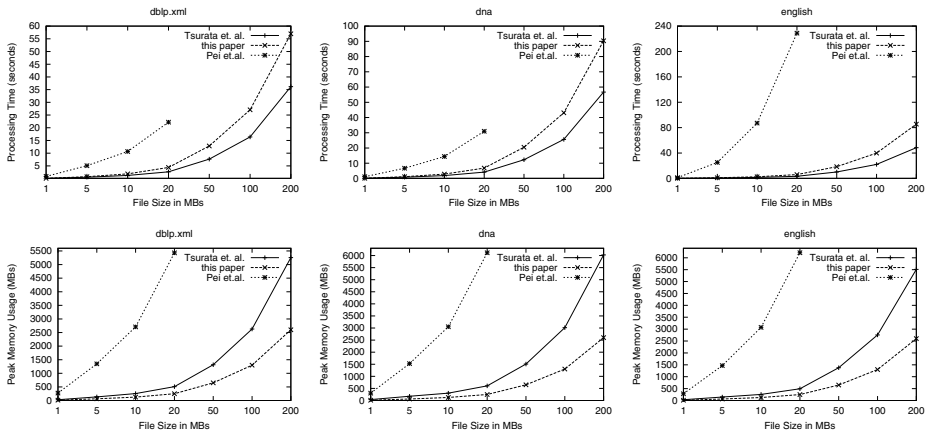 dblp.xml
Processing Time (seconds)
60
55
50
45
40
35
30
25
20
15
10
5
Tsurata et. al.
this paper
Pei et.al.
1 5 10 20 50 100 200
File Size in MBs
dna
Processing Time (seconds)
100
90
80
70
60
50
40
30
20
10
0
Tsurata et. al.
this paper
Pei et.al.
1 5 10 20 50 100 200
File Size in MBs
english
Processing Time (seconds)
240
200
160
120
80
40
0
Tsurata et. al.
this paper
Pei et.al.
1 5 10 20 50 100 200
File Size in MBs
dblp.xml
Peak Memory Usage (MBs)
5500
5000
4500
4000
3500
3000
2500
2000
1500
1000
500
0
Tsurata et. al.
this paper
Pei et.al.
1 5 10 20 50 100 200
File Size in MBs
dna
Peak Memory Usage (MBs)
6000
5500
5000
4500
4000
3500
3000
2500
2000
1500
1000
500
0
Tsurata et. al.
this paper
Pei et.al.
1 5 10 20 50 100 200
File Size in MBs
english
Peak Memory Usage (MBs)
6000
5500
5000
4500
4000
3500
3000
2500
2000
1500
1000
500
0
Tsurata et. al.
this paper
Pei et.al.
1 5 10 20 50 100 200
File Size in MBs